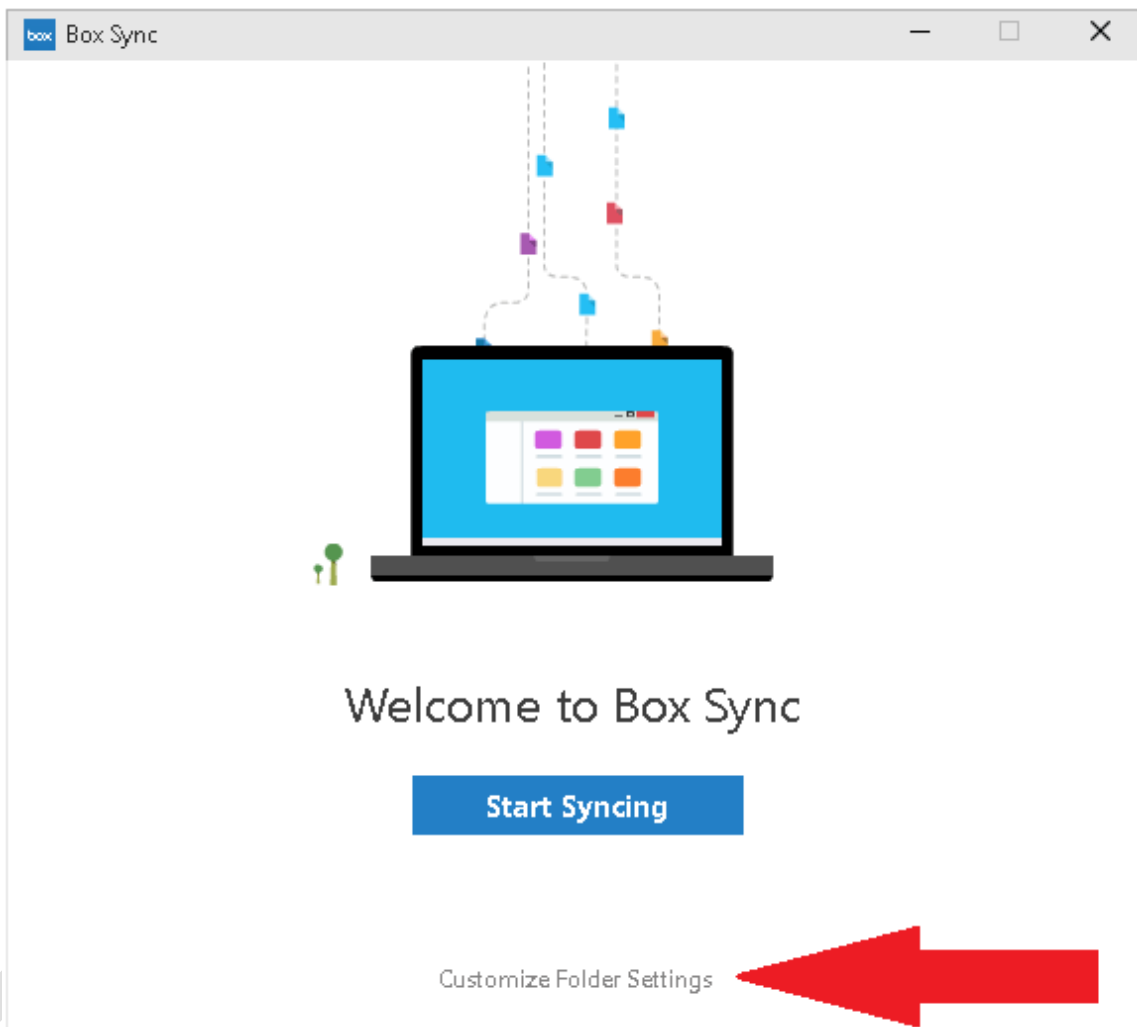 box Box Sync
Welcome to Box Sync
Start Syncing
Customize Folder Settings